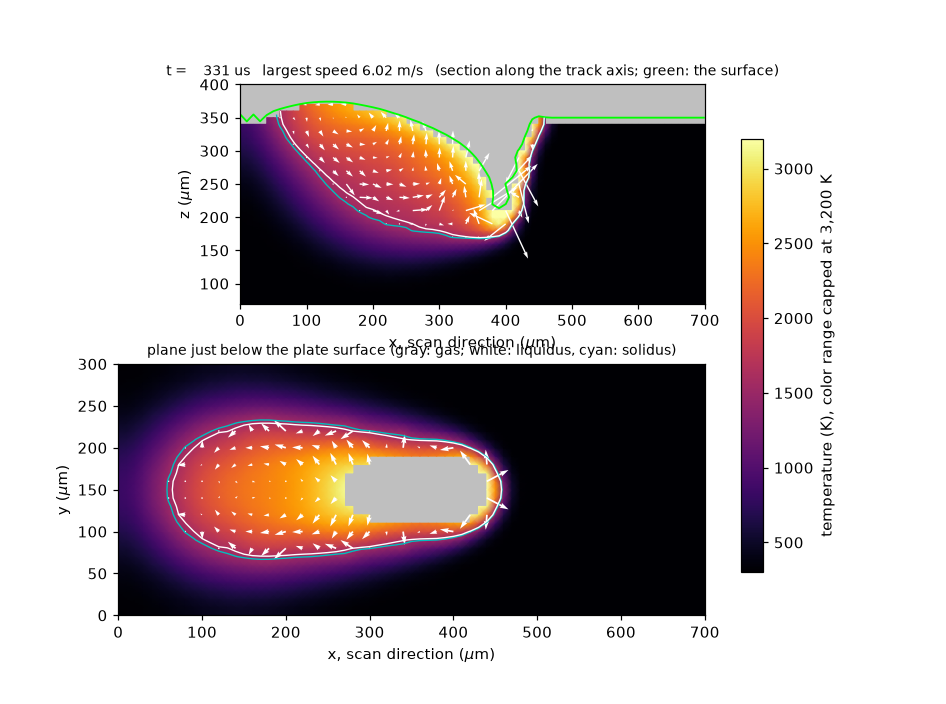 t =    331 us   largest speed 6.02 m/s   (section along the track axis; green: the surface)
400
350
300
250
200
150
100
z (μm)
0 100 200 300 400 500 600 700
x, scan direction (μm)
plane just below the plate surface (gray: gas; white: liquidus, cyan: solidus)
300
250
200
150
100
50
0
y (μm)
0 100 200 300 400 500 600 700
x, scan direction (μm)
3000
2500
2000
1500
1000
500
temperature (K), color range capped at 3,200 K